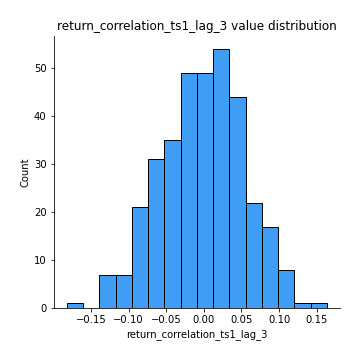 return_correlation_ts1_lag_3 value distribution
50
40
30
20
10
0
Count
−0.15 −0.10 −0.05 0.00 0.05 0.10 0.15
return_correlation_ts1_lag_3